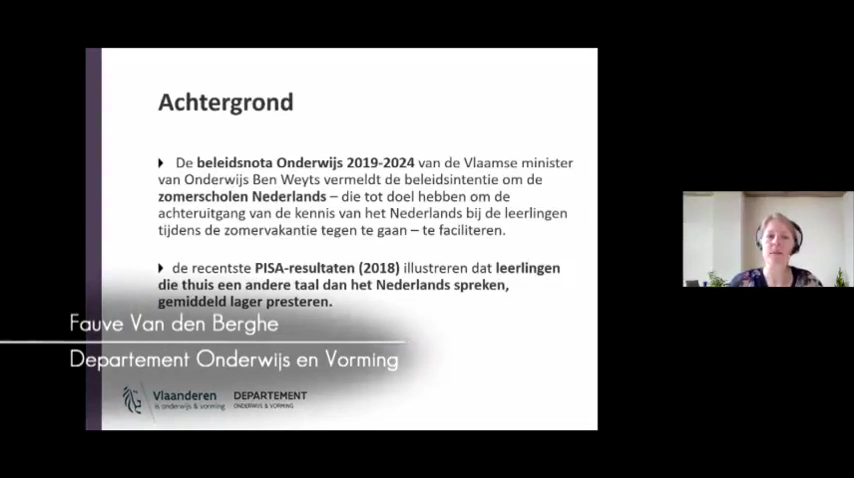 Achtergrond
De beleidsnota Onderwijs 2019-2024 van de Vlaamse minister
van Onderwijs Ben Weyts vermeldt de beleidsintentie om de
zomerscholen Nederlands – die tot doel hebben om de
achteruitgang van de kennis van het Nederlands bij de leerlingen
tijdens de zomervakantie tegen te gaan – te faciliteren.
de recentste PISA-resultaten (2018) illustreren dat leerlingen
die thuis een andere taal dan het Nederlands spreken,
gemiddeld lager presteren.
Fauve Van den Berghe
Departement Onderwijs en Vorming
Vlaanderen
is onderwijs & vorming
DEPARTEMENT
ONDERWIJS & VORMING